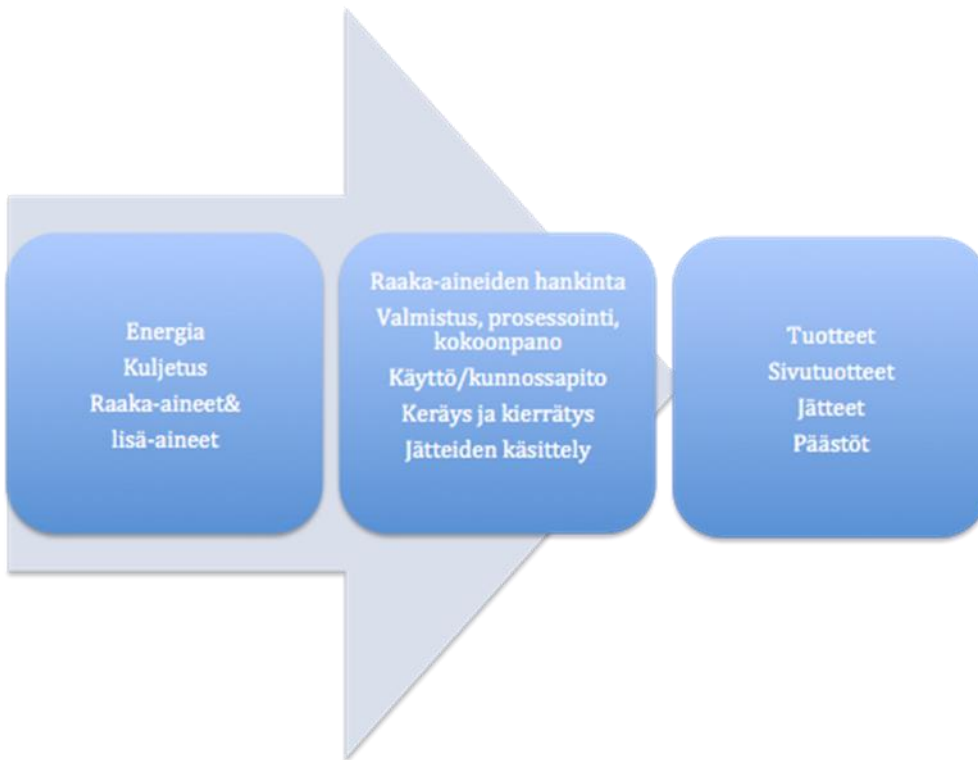 Energia
Kuljetus
Raaka-aineet&
lisä-aineet
Raaka-aineiden hankinta
Valmistus, prosessointi,
kokoonpano
Käyttö/kunnossapito
Keräys ja kierrätys
Jätteiden käsittely
Tuotteet
Sivutuotteet
Jätteet
Päästöt